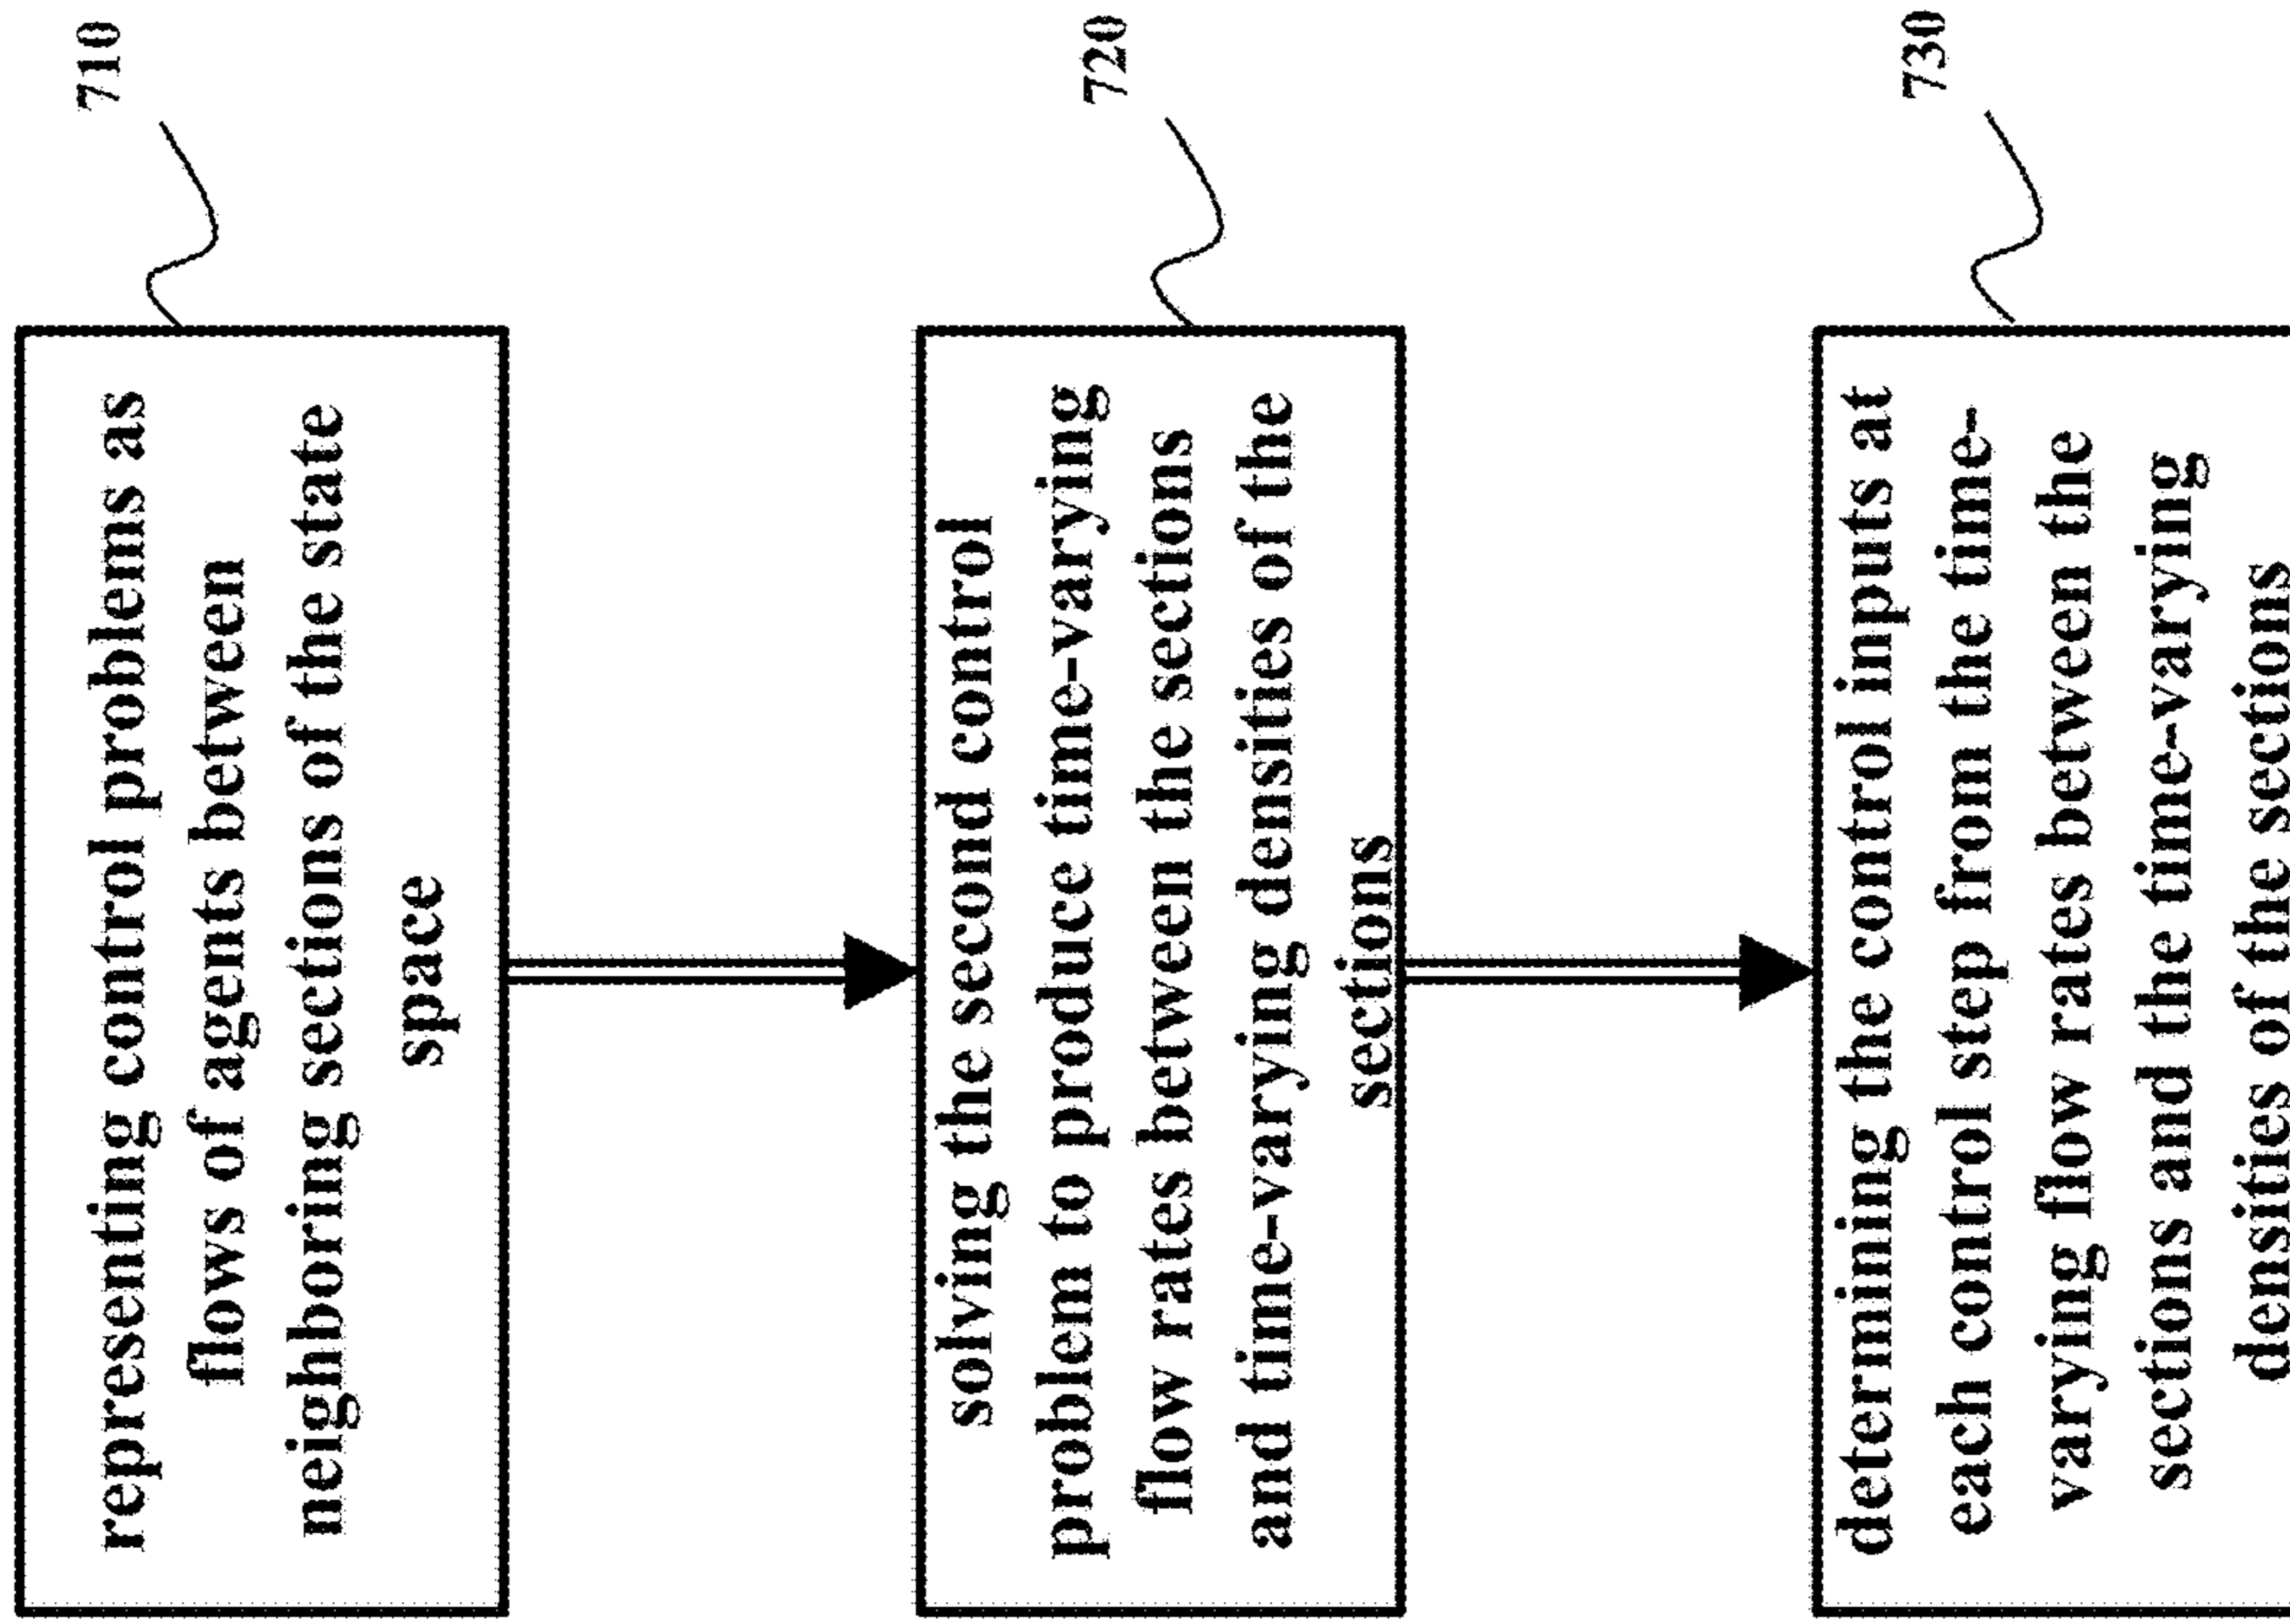 710
representing control problems as
flows of agents between
neighboring sections of the state
space
720
solving the second control
problem to produce time-varying
flow rates between the sections
and time-varying densities of the
sections
730
determining the control inputs at
each control step from the time-
varying flow rates between the
sections and the time-varying
densities of the sections